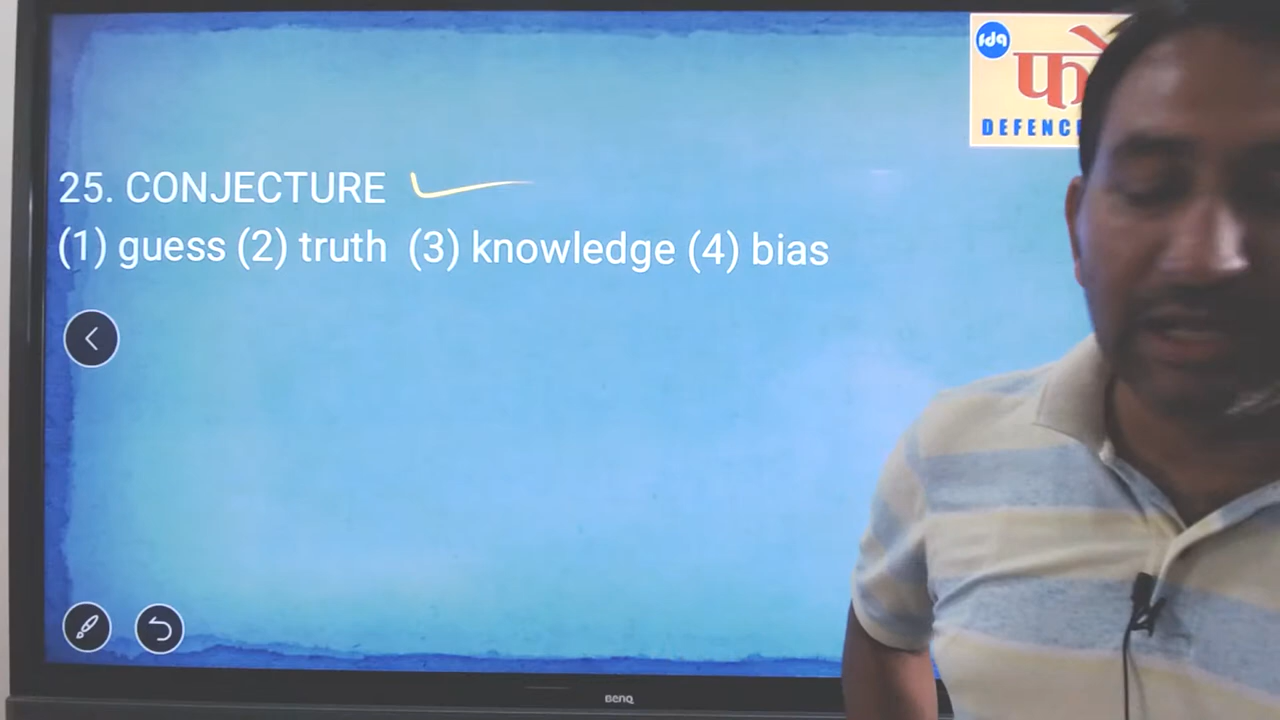 25. CONJECTURE
(1) guess (2) truth (3) knowledge (4) bias
DEFENC
BenQ